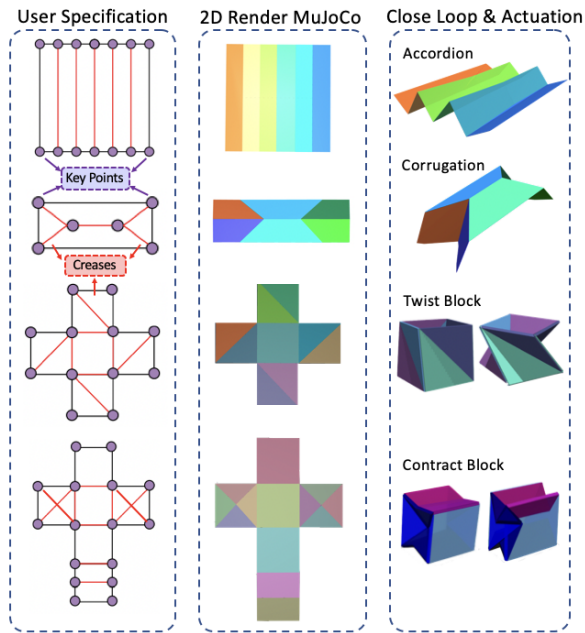 User Specification
2D Render MuJoCo
Close Loop & Actuation
Accordion
Key Points
Corrugation
Creases
Twist Block
Contract Block